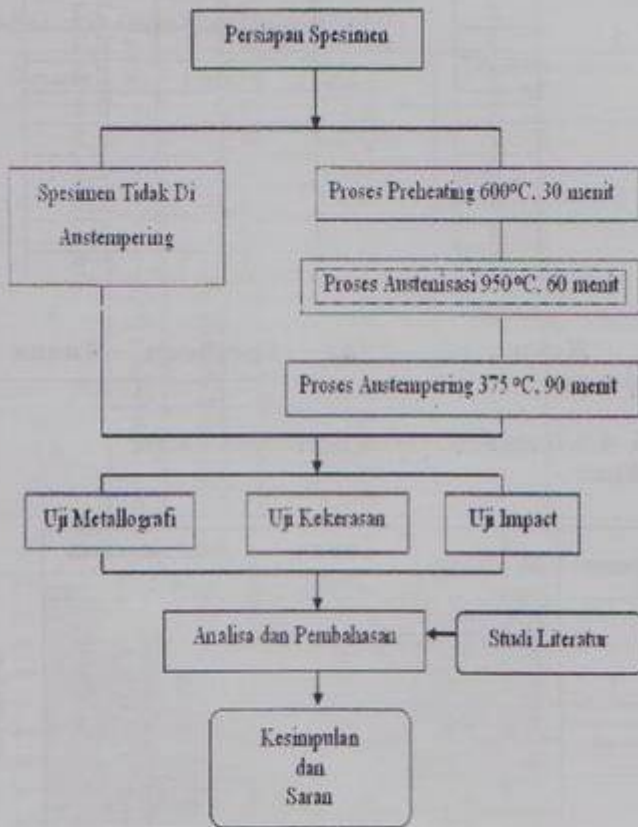 Persiapan Spesimen
Spesimen Tidak Di
Austempering
Proses Preheating 600°C, 30 menit
Proses Austenisasi 950°C, 60 menit
Proses Austempering 375 °C, 90 menit
Uji Metallografi
Uji Kekerasan
Uji Impact
Analisa dan Pembahasan
Studi Literatur
Kesimpulan
dan
Saran